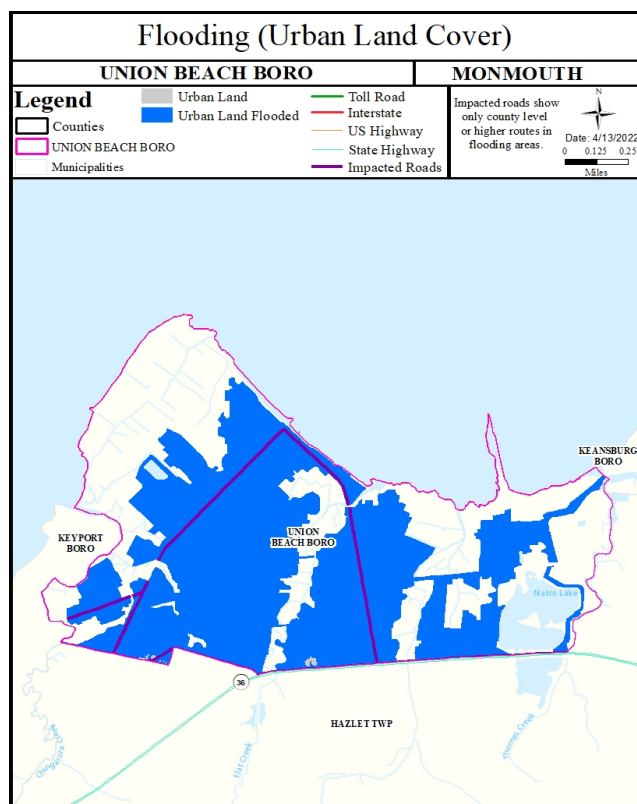 Flooding (Urban Land Cover)
UNION BEACH BORO
MONMOUTH
Legend
Counties
UNION BEACH BORO
Municipalities
Urban Land
Urban Land Flooded
Toll Road
Interstate
US Highway
State Highway
Impacted Roads
Impacted roads show
only county level
or higher routes in
flooding areas.
N
Date: 4/13/2022
0 0.125 0.25
Miles
KEANSBURG
BORO
KEYPORT
BORO
UNION
BEACH BORO
Natco Lake
36
HAZLET TWP
Chingarora Creek
Flat Creek
Thornes Creek